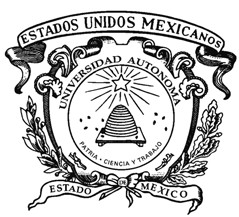 ESTADOS UNIDOS MEXICANOS
UNIVERSIDAD AUTONOMA
PATRIA • CIENCIA Y TRABAJO
ESTADO DE MEXICO